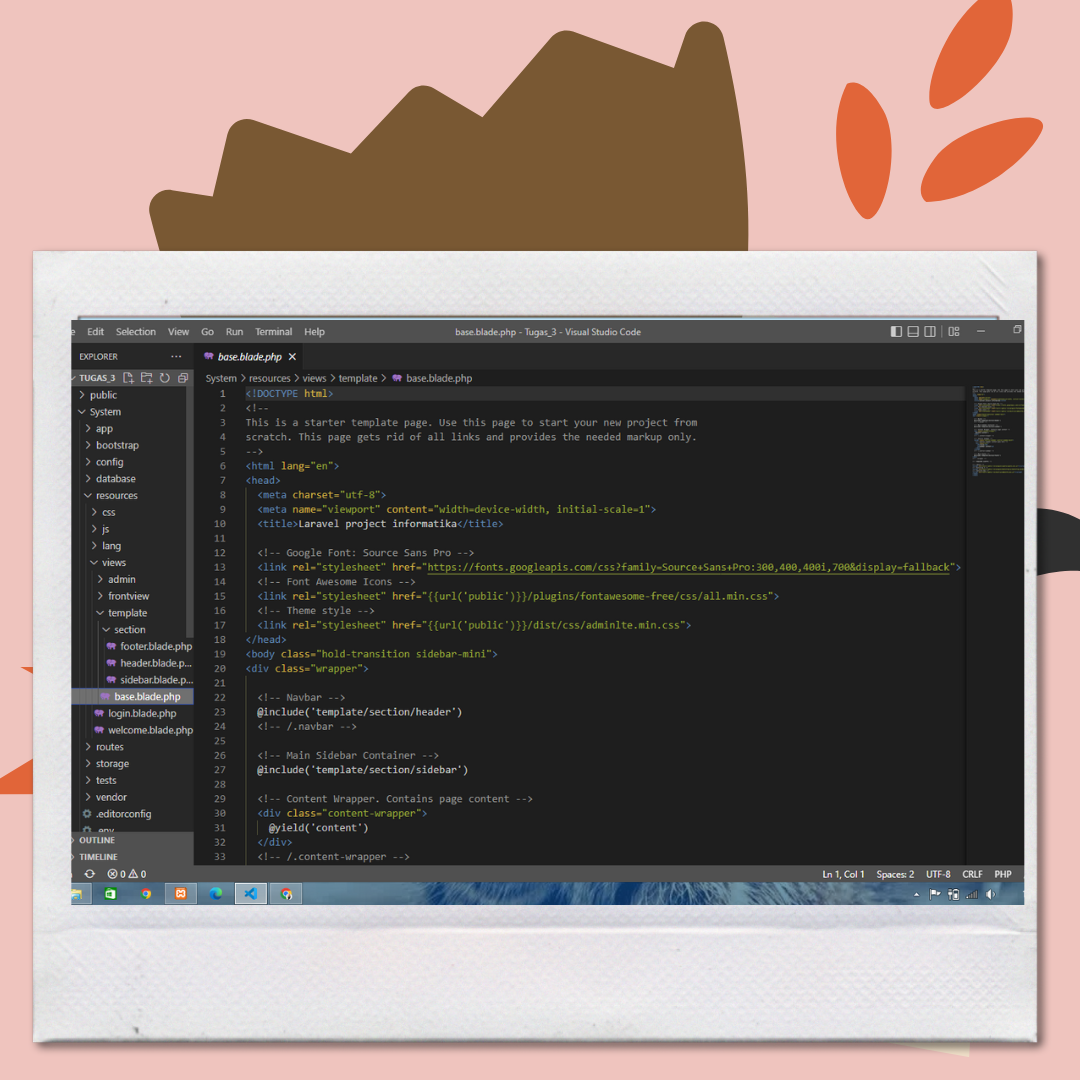 Edit Selection View Go Run Terminal Help base.blade.php - Tugas_3 - Visual Studio Code
EXPLORER
base.blade.php
TUGAS_3
System > resources > views > template > base.blade.php
public
System
app
bootstrap
config
database
resources
css
js
lang
views
admin
frontview
template
section
footer.blade.php
header.blade.p...
sidebar.blade.p...
base.blade.php
login.blade.php
welcome.blade.php
routes
storage
tests
vendor
.editorconfig
.env
OUTLINE
TIMELINE
1 <!DOCTYPE html>
2 <!--
3 This is a starter template page. Use this page to start your new project from
4 scratch. This page gets rid of all links and provides the needed markup only.
5 -->
6 <html lang="en">
7 <head>
8 <meta charset="utf-8">
9 <meta name="viewport" content="width=device-width, initial-scale=1">
10 <title>Laravel project informatika</title>
11
12 <!-- Google Font: Source Sans Pro -->
13 <link rel="stylesheet" href="https://fonts.googleapis.com/css?family=Source+Sans+Pro:300,400,400i,700&display=fallback">
14 <!-- Font Awesome Icons -->
15 <link rel="stylesheet" href="{{url('public')}}/plugins/fontawesome-free/css/all.min.css">
16 <!-- Theme style -->
17 <link rel="stylesheet" href="{{url('public')}}/dist/css/adminlte.min.css">
18 </head>
19 <body class="hold-transition sidebar-mini">
20 <div class="wrapper">
21
22 <!-- Navbar -->
23 @include('template/section/header')
24 <!-- /.navbar -->
25
26 <!-- Main Sidebar Container -->
27 @include('template/section/sidebar')
28
29 <!-- Content Wrapper. Contains page content -->
30 <div class="content-wrapper">
31 @yield('content')
32 </div>
33 <!-- /.content-wrapper -->
0 0 Ln 1, Col 1 Spaces: 2 UTF-8 CRLF PHP